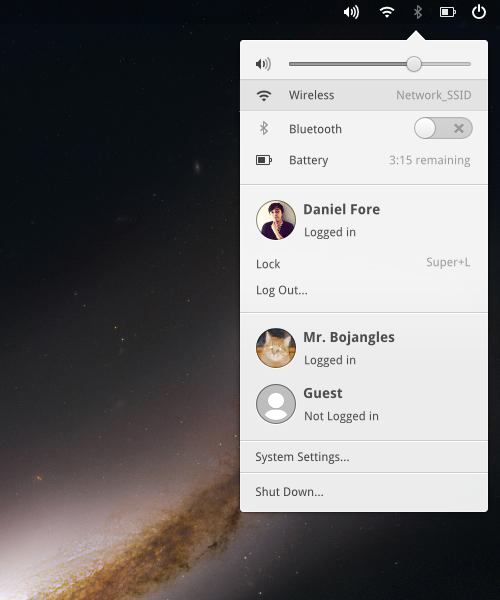 Wireless Network_SSID
Bluetooth
Battery 3:15 remaining
Daniel Fore
Logged in
Lock Super+L
Log Out...
Mr. Bojangles
Logged in
Guest
Not Logged in
System Settings...
Shut Down...